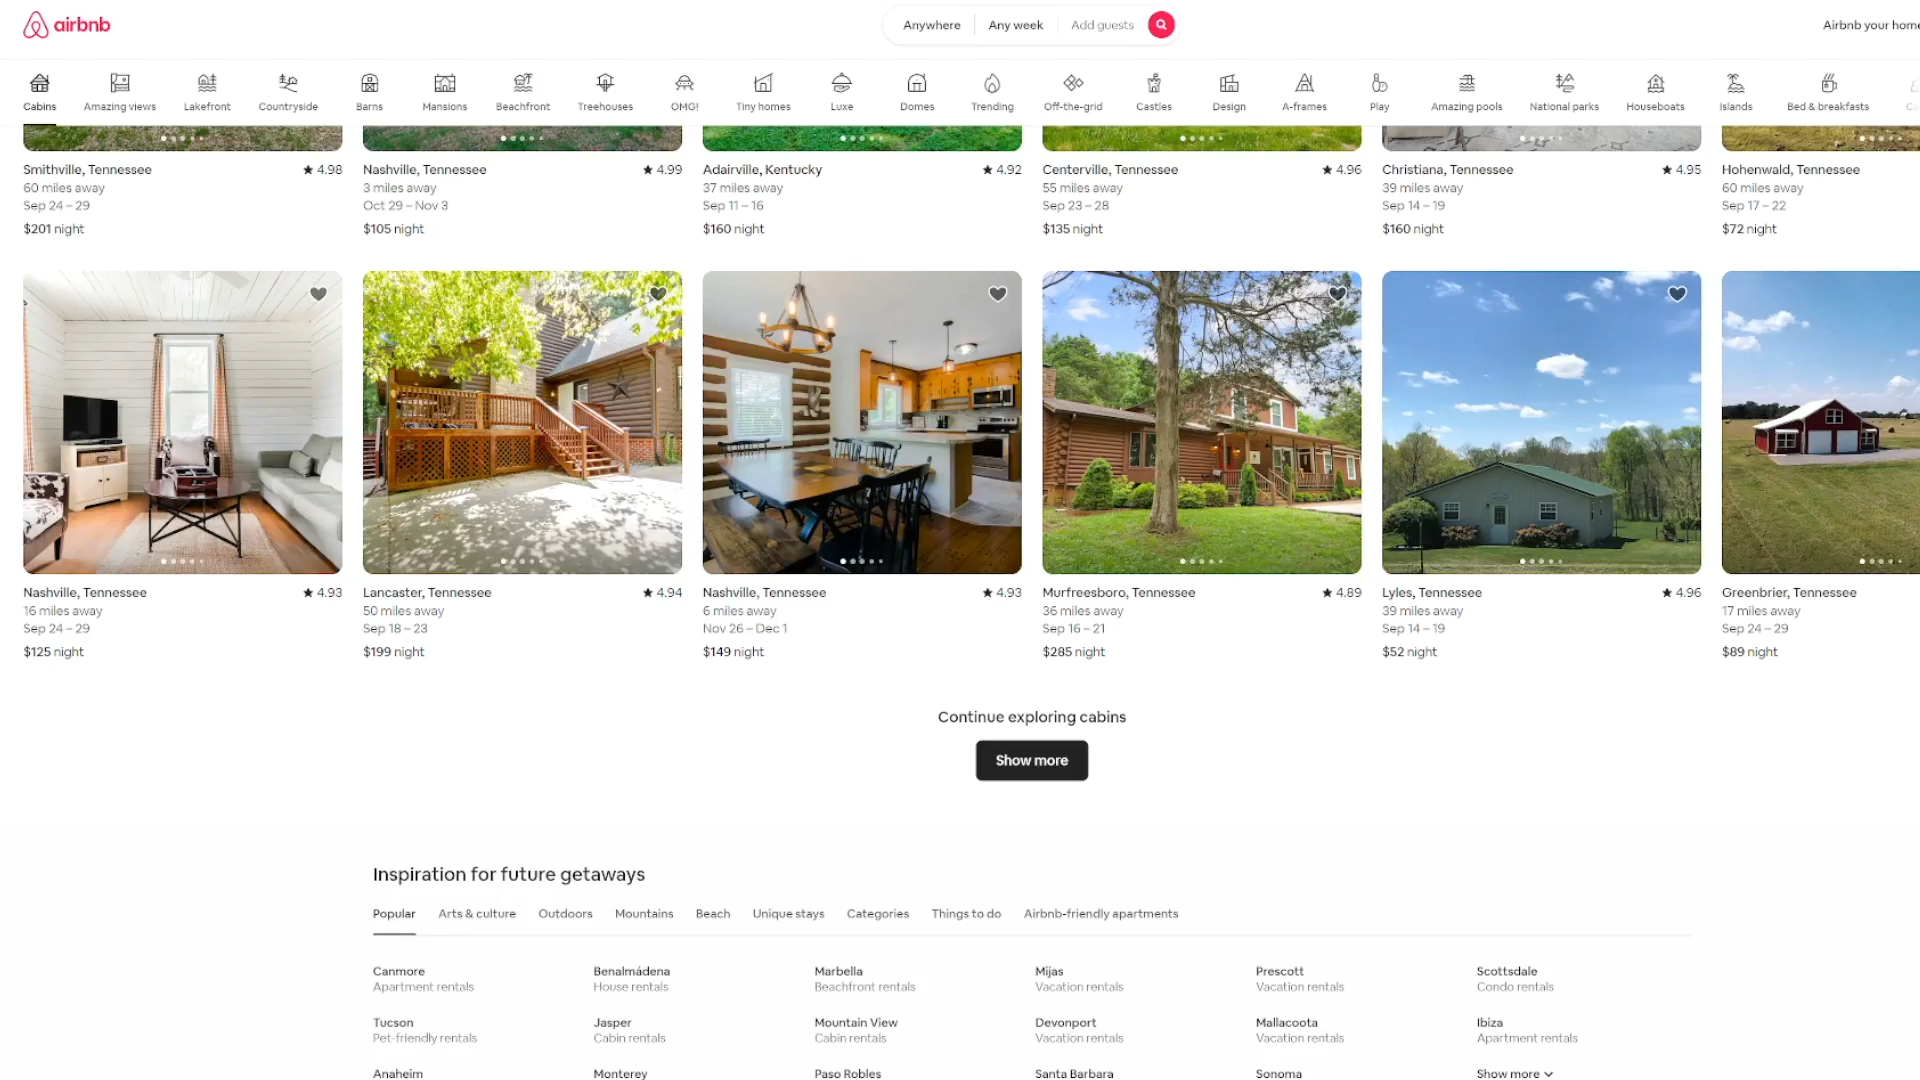 airbnb
Anywhere
Any week
Add guests
Airbnb your home
Cabins
Amazing views
Lakefront
Countryside
Barns
Mansions
Beachfront
Treehouses
OMG!
Tiny homes
Luxe
Domes
Trending
Off-the-grid
Castles
Design
A-frames
Play
Amazing pools
National parks
Houseboats
Islands
Bed & breakfasts
Smithville, Tennessee ★ 4.98
60 miles away
Sep 24 – 29
$201 night
Nashville, Tennessee ★ 4.99
3 miles away
Oct 29 – Nov 3
$105 night
Adairville, Kentucky ★ 4.92
37 miles away
Sep 11 – 16
$160 night
Centerville, Tennessee ★ 4.96
55 miles away
Sep 23 – 28
$135 night
Christiana, Tennessee ★ 4.95
39 miles away
Sep 14 – 19
$160 night
Hohenwald, Tennessee
60 miles away
Sep 17 – 22
$72 night
Nashville, Tennessee ★ 4.93
16 miles away
Sep 24 – 29
$125 night
Lancaster, Tennessee ★ 4.94
50 miles away
Sep 18 – 23
$199 night
Nashville, Tennessee ★ 4.93
6 miles away
Nov 26 – Dec 1
$149 night
Murfreesboro, Tennessee ★ 4.89
36 miles away
Sep 16 – 21
$285 night
Lyles, Tennessee ★ 4.96
39 miles away
Sep 14 – 19
$52 night
Greenbrier, Tennessee
17 miles away
Sep 24 – 29
$89 night
Continue exploring cabins
Show more
Inspiration for future getaways
Popular
Arts & culture
Outdoors
Mountains
Beach
Unique stays
Categories
Things to do
Airbnb-friendly apartments
Canmore
Apartment rentals
Benalmádena
House rentals
Marbella
Beachfront rentals
Mijas
Vacation rentals
Prescott
Vacation rentals
Scottsdale
Condo rentals
Tucson
Pet-friendly rentals
Jasper
Cabin rentals
Mountain View
Cabin rentals
Devonport
Vacation rentals
Mallacoota
Vacation rentals
Ibiza
Apartment rentals
Anaheim
Monterey
Paso Robles
Santa Barbara
Sonoma
Show more